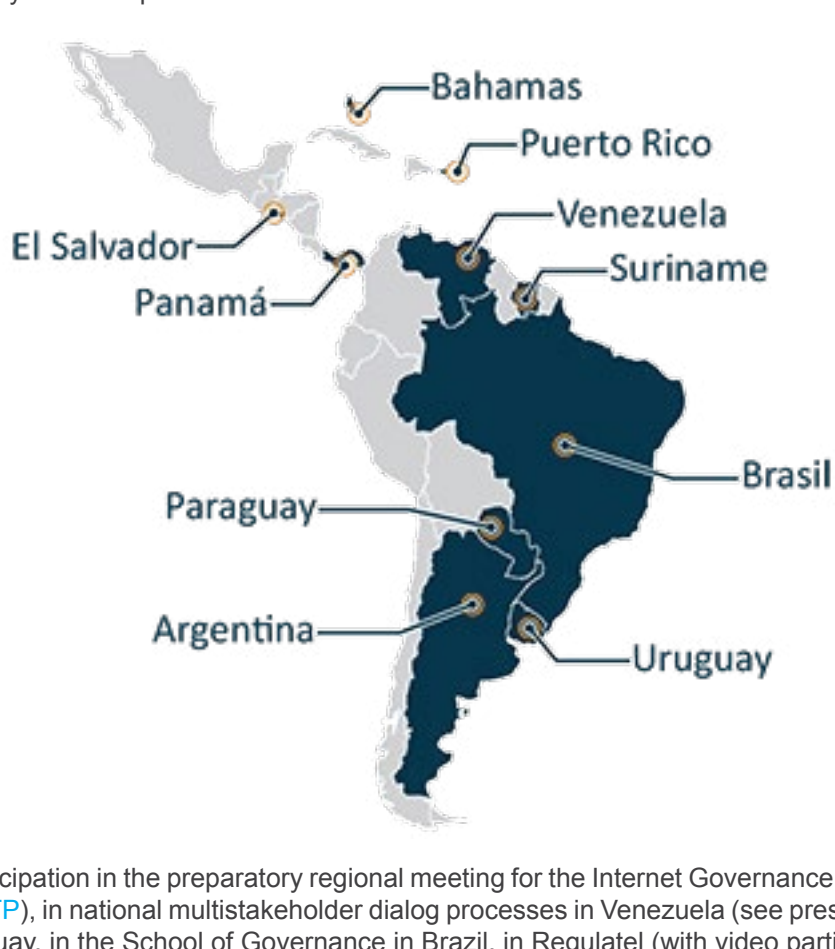 Bahamas
Puerto Rico
Venezuela
El Salvador
Suriname
Panamá
Brasil
Paraguay
Argentina
Uruguay
cipation in the preparatory regional meeting for the Internet Governance
P), in national multistakeholder dialog processes in Venezuela (see pres
uay, in the School of Governance in Brazil, in Regulatel (with video parti